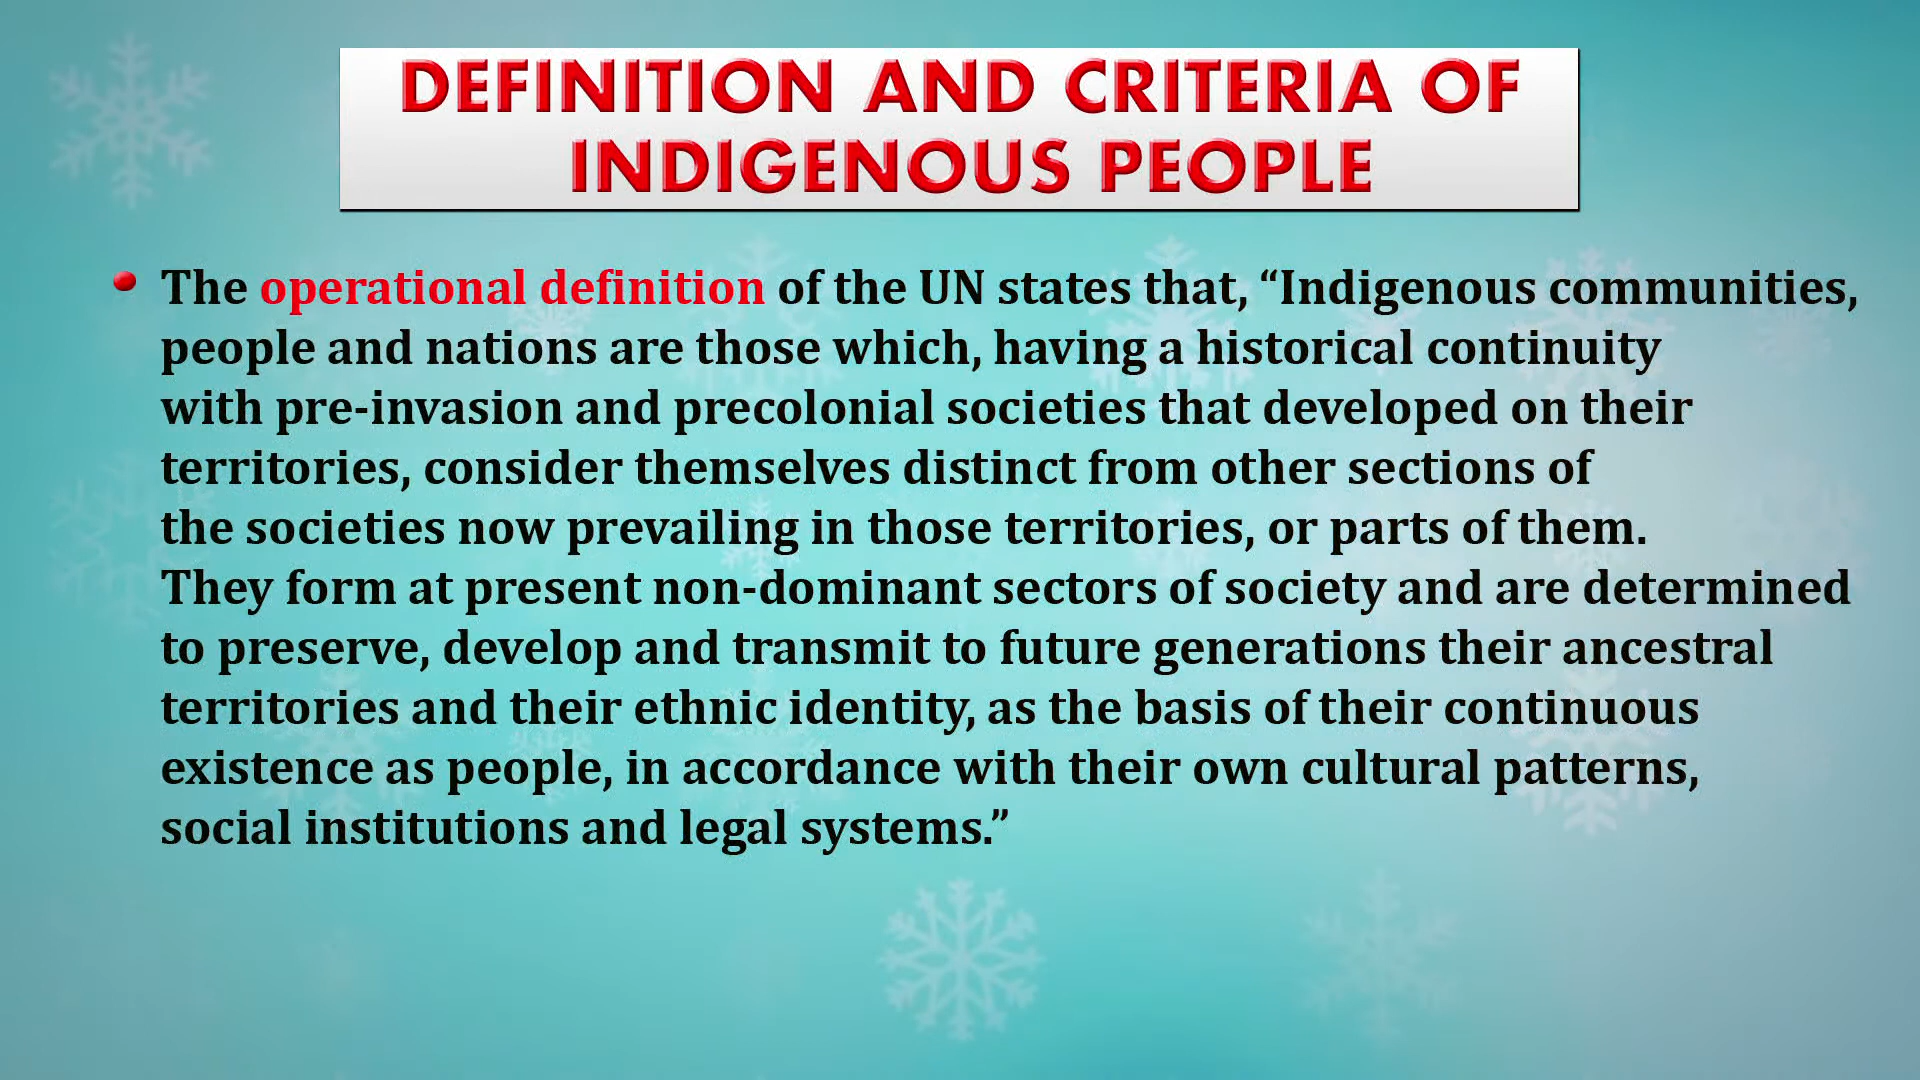 DEFINITION AND CRITERIA OF
INDIGENOUS PEOPLE
The operational definition of the UN states that, “Indigenous communities,
people and nations are those which, having a historical continuity
with pre-invasion and precolonial societies that developed on their
territories, consider themselves distinct from other sections of
the societies now prevailing in those territories, or parts of them.
They form at present non-dominant sectors of society and are determined
to preserve, develop and transmit to future generations their ancestral
territories and their ethnic identity, as the basis of their continuous
existence as people, in accordance with their own cultural patterns,
social institutions and legal systems.”